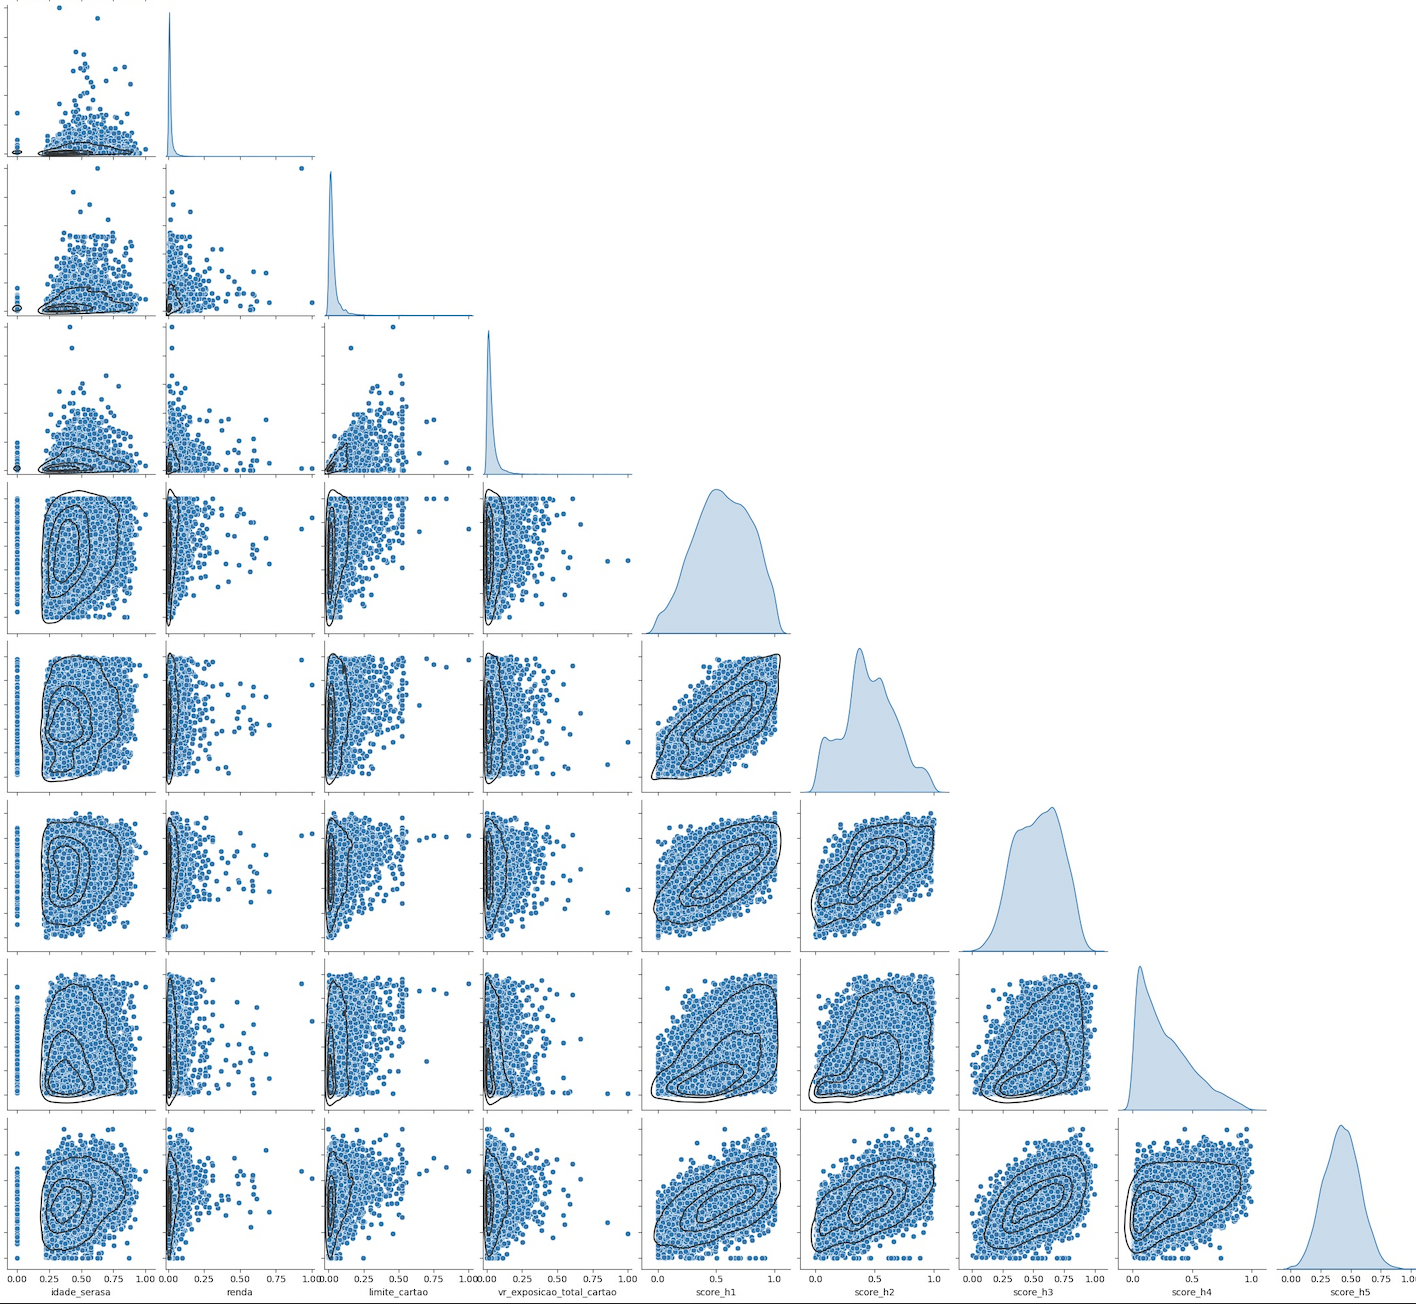 0.00 0.25 0.50 0.75 1.00 0.00 0.25 0.50 0.75 1.00 0.00 0.25 0.50 0.75 1.00 0.00 0.25 0.50 0.75 1.00 0.0 0.5 1.0 0.0 0.5 1.0 0.00 0.25 0.50 0.75 1.00 0.0 0.5 1.0 0.00 0.25 0.50 0.75
idade_serasa renda limite_cartao vr_exposicao_total_cartao score_h1 score_h2 score_h3 score_h4 score_h5